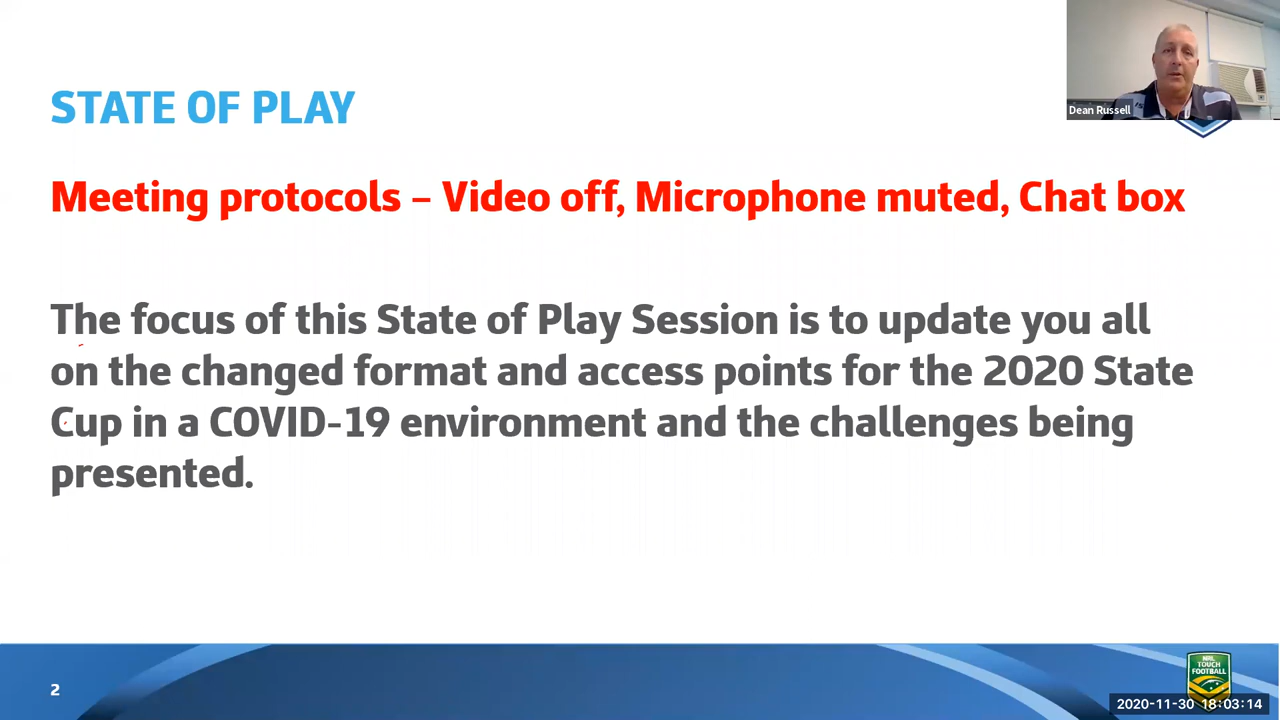 Dean Russell
STATE OF PLAY
Meeting protocols – Video off, Microphone muted, Chat box
The focus of this State of Play Session is to update you all
on the changed format and access points for the 2020 State
Cup in a COVID-19 environment and the challenges being
presented.
2
NRL
TOUCH
FOOTBALL
2020-11-30 18:03:14